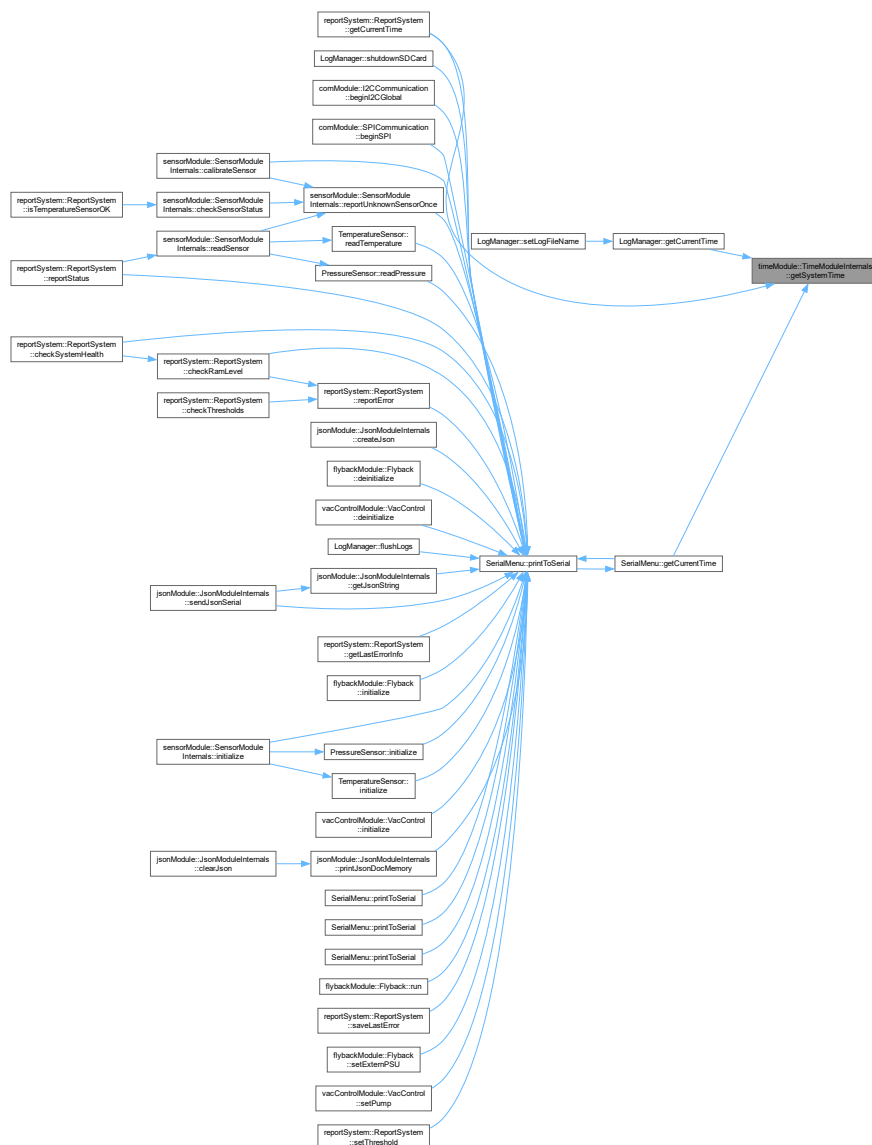 reportSystem::ReportSystem
::getCurrentTime
LogManager::shutdownSDCard
comModule::I2CCommunication
::beginI2CGlobal
comModule::SPICommunication
::beginSPI
sensorModule::SensorModule
Internals::calibrateSensor
reportSystem::ReportSystem
::isTemperatureSensorOK
sensorModule::SensorModule
Internals::checkSensorStatus
sensorModule::SensorModule
Internals::reportUnknownSensorOnce
TemperatureSensor::
readTemperature
LogManager::setLogFileName
LogManager::getCurrentTime
sensorModule::SensorModule
Internals::readSensor
reportSystem::ReportSystem
::reportStatus
PressureSensor::readPressure
timeModule::TimeModuleInternals
::getSystemTime
reportSystem::ReportSystem
::checkSystemHealth
reportSystem::ReportSystem
::checkRamLevel
reportSystem::ReportSystem
::reportError
reportSystem::ReportSystem
::checkThresholds
jsonModule::JsonModuleInternals
::createJson
flybackModule::Flyback
::deinitialize
vacControlModule::VacControl
::deinitialize
LogManager::flushLogs
SerialMenu::printToSerial
SerialMenu::getCurrentTime
jsonModule::JsonModuleInternals
::getJsonString
jsonModule::JsonModuleInternals
::sendJsonSerial
reportSystem::ReportSystem
::getLastErrorInfo
flybackModule::Flyback
::initialize
sensorModule::SensorModule
Internals::initialize
PressureSensor::initialize
TemperatureSensor::
initialize
vacControlModule::VacControl
::initialize
jsonModule::JsonModuleInternals
::clearJson
jsonModule::JsonModuleInternals
::printJsonDocMemory
SerialMenu::printToSerial
SerialMenu::printToSerial
SerialMenu::printToSerial
flybackModule::Flyback::run
reportSystem::ReportSystem
::saveLastError
flybackModule::Flyback
::setExternPSU
vacControlModule::VacControl
::setPump
reportSystem::ReportSystem
::setThreshold